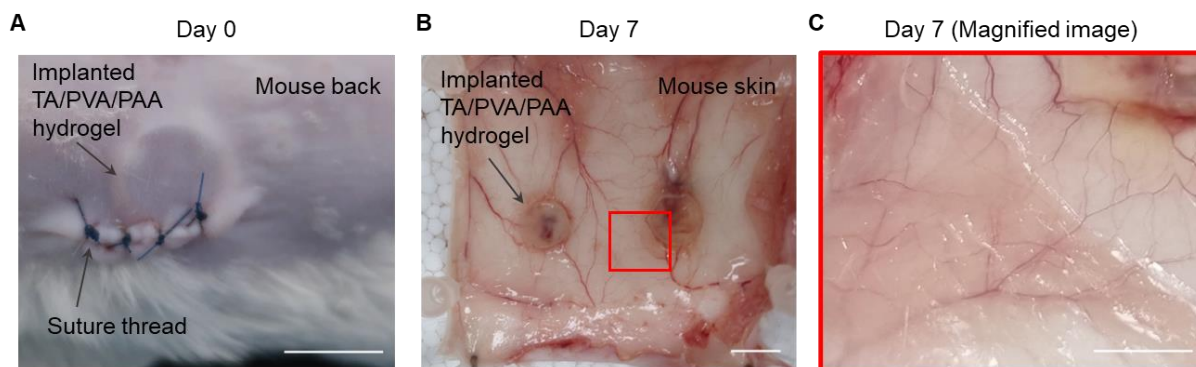 A
Day 0
Implanted
TA/PVA/PAA
hydrogel
Mouse back
Suture thread
B
Day 7
Implanted
TA/PVA/PAA
hydrogel
Mouse skin
C
Day 7 (Magnified image)